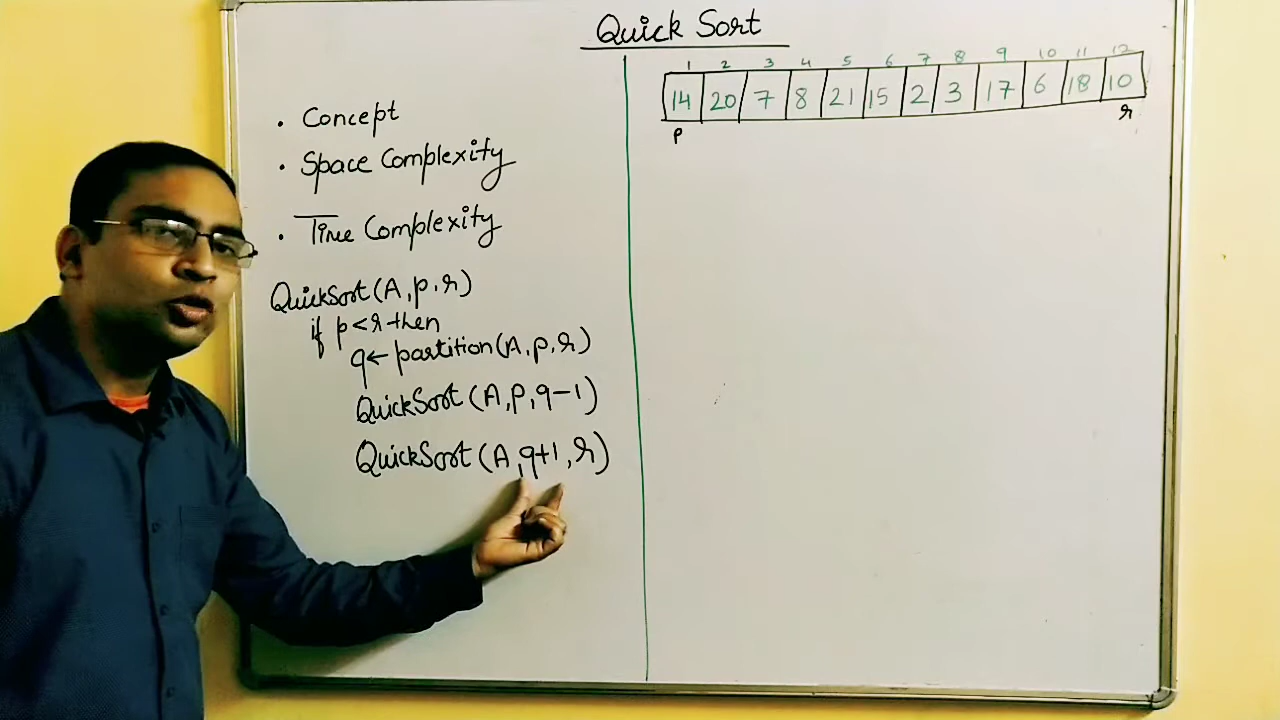 Quick Sort
. Concept
. Space Complexity
. Time Complexity
QuickSort(A,p,r)
if p<r then
q← partition(A,p,r)
QuickSort(A,p,q-1)
QuickSort(A,q+1,r)
1 2 3 4 5 6 7 8 9 10 11 12
14 20 7 8 21 15 2 3 17 6 18 10
p r